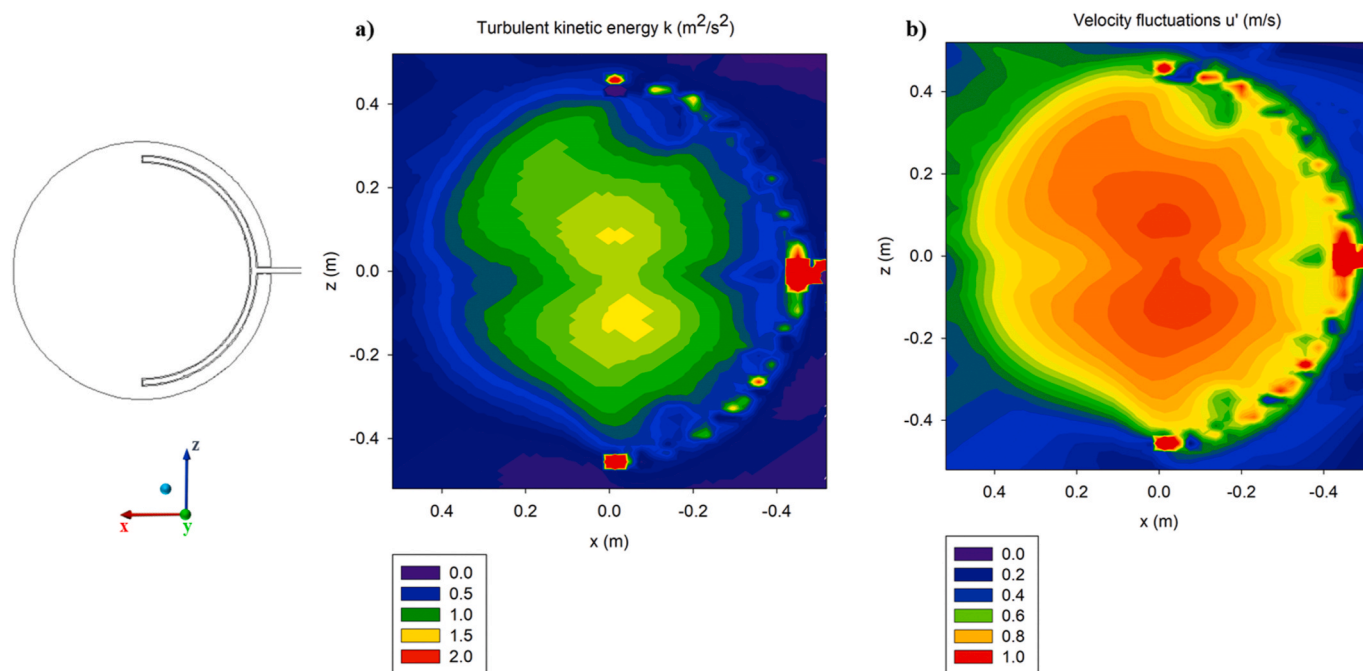 a)
Turbulent kinetic energy k (m²/s²)
b)
Velocity fluctuations u' (m/s)
z (m)
0.4
0.2
0.0
-0.2
-0.4
0.4 0.2 0.0 -0.2 -0.4
x (m)
z (m)
0.4
0.2
0.0
-0.2
-0.4
0.4 0.2 0.0 -0.2 -0.4
x (m)
z
x
y
0.0
0.5
1.0
1.5
2.0
0.0
0.2
0.4
0.6
0.8
1.0